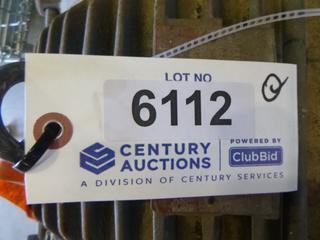 LOT NO
6112
CENTURY AUCTIONS
POWERED BY
ClubBid
A DIVISION OF CENTURY SERVICES